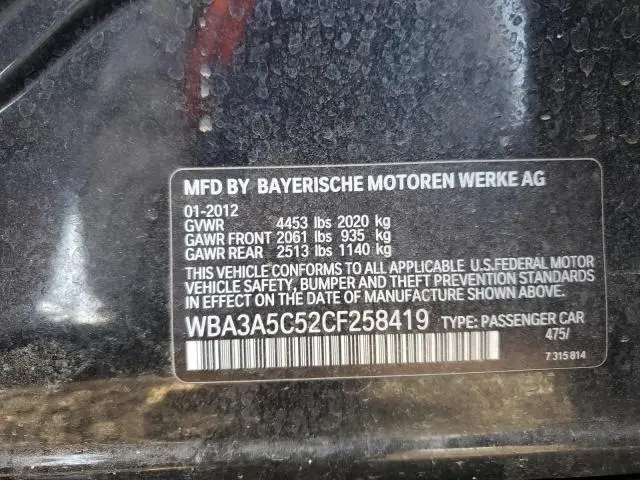 MFD BY BAYERISCHE MOTOREN WERKE AG
01-2012
GVWR 4453 lbs 2020 kg
GAWR FRONT 2061 lbs 935 kg
GAWR REAR 2513 lbs 1140 kg
THIS VEHICLE CONFORMS TO ALL APPLICABLE U.S.FEDERAL MOTOR
VEHICLE SAFETY, BUMPER AND THEFT PREVENTION STANDARDS
IN EFFECT ON THE DATE OF MANUFACTURE SHOWN ABOVE.
WBA3A5C52CF258419 TYPE: PASSENGER CAR
475/
7 315 814